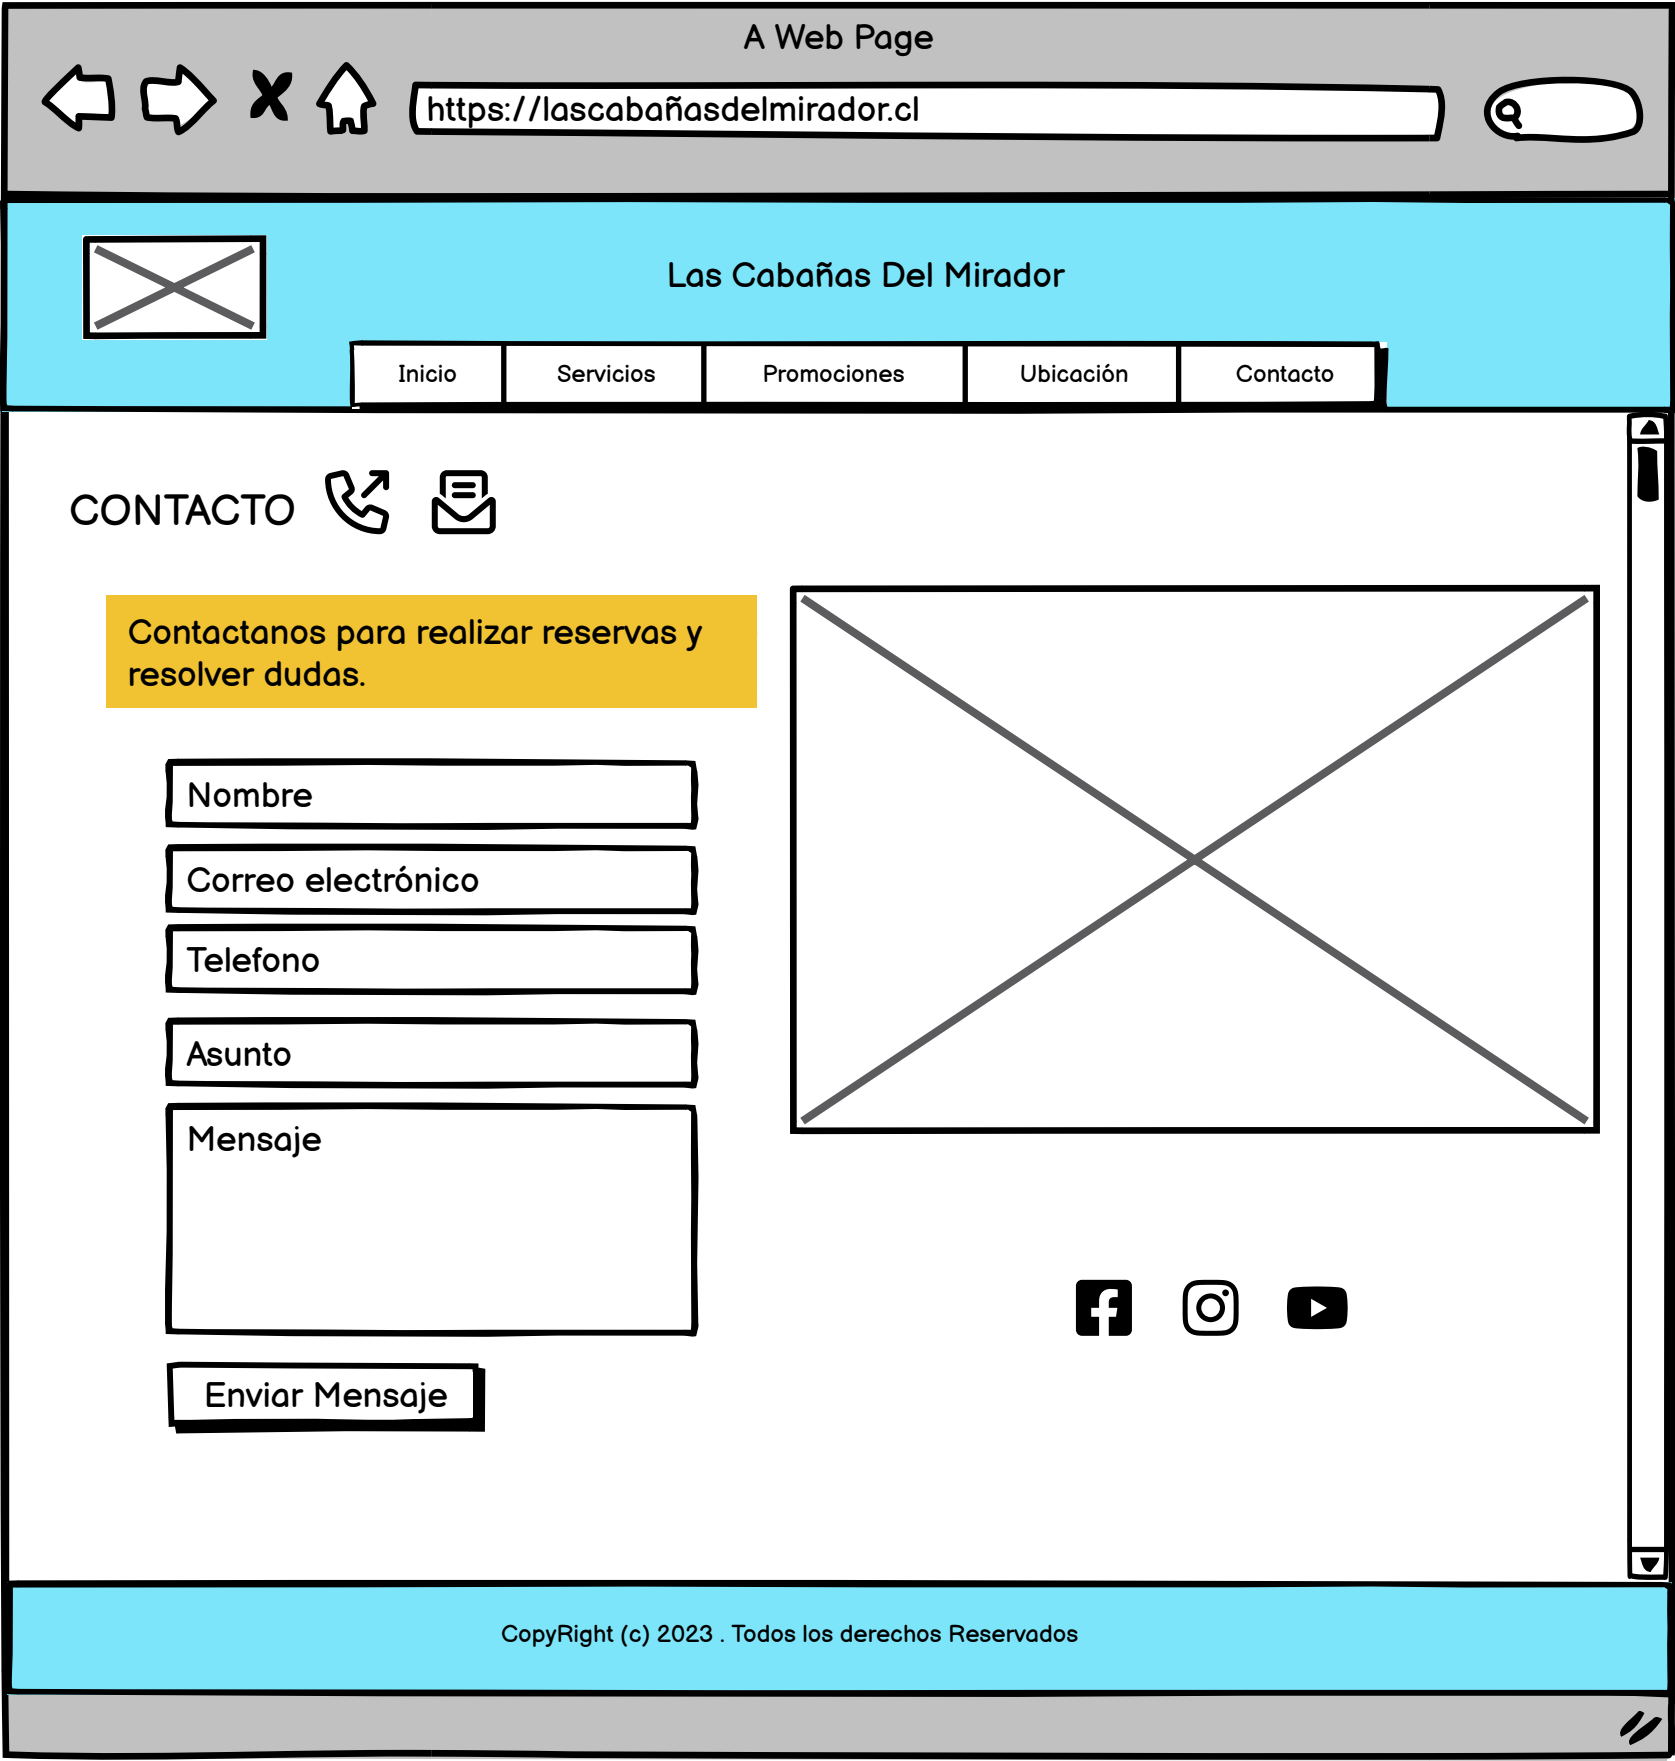 A Web Page
https://lascabañasdelmirador.cl
Las Cabañas Del Mirador
Inicio Servicios Promociones Ubicación Contacto
CONTACTO
Contactanos para realizar reservas y
resolver dudas.
Nombre
Correo electrónico
Telefono
Asunto
Mensaje
Enviar Mensaje
CopyRight (c) 2023 . Todos los derechos Reservados